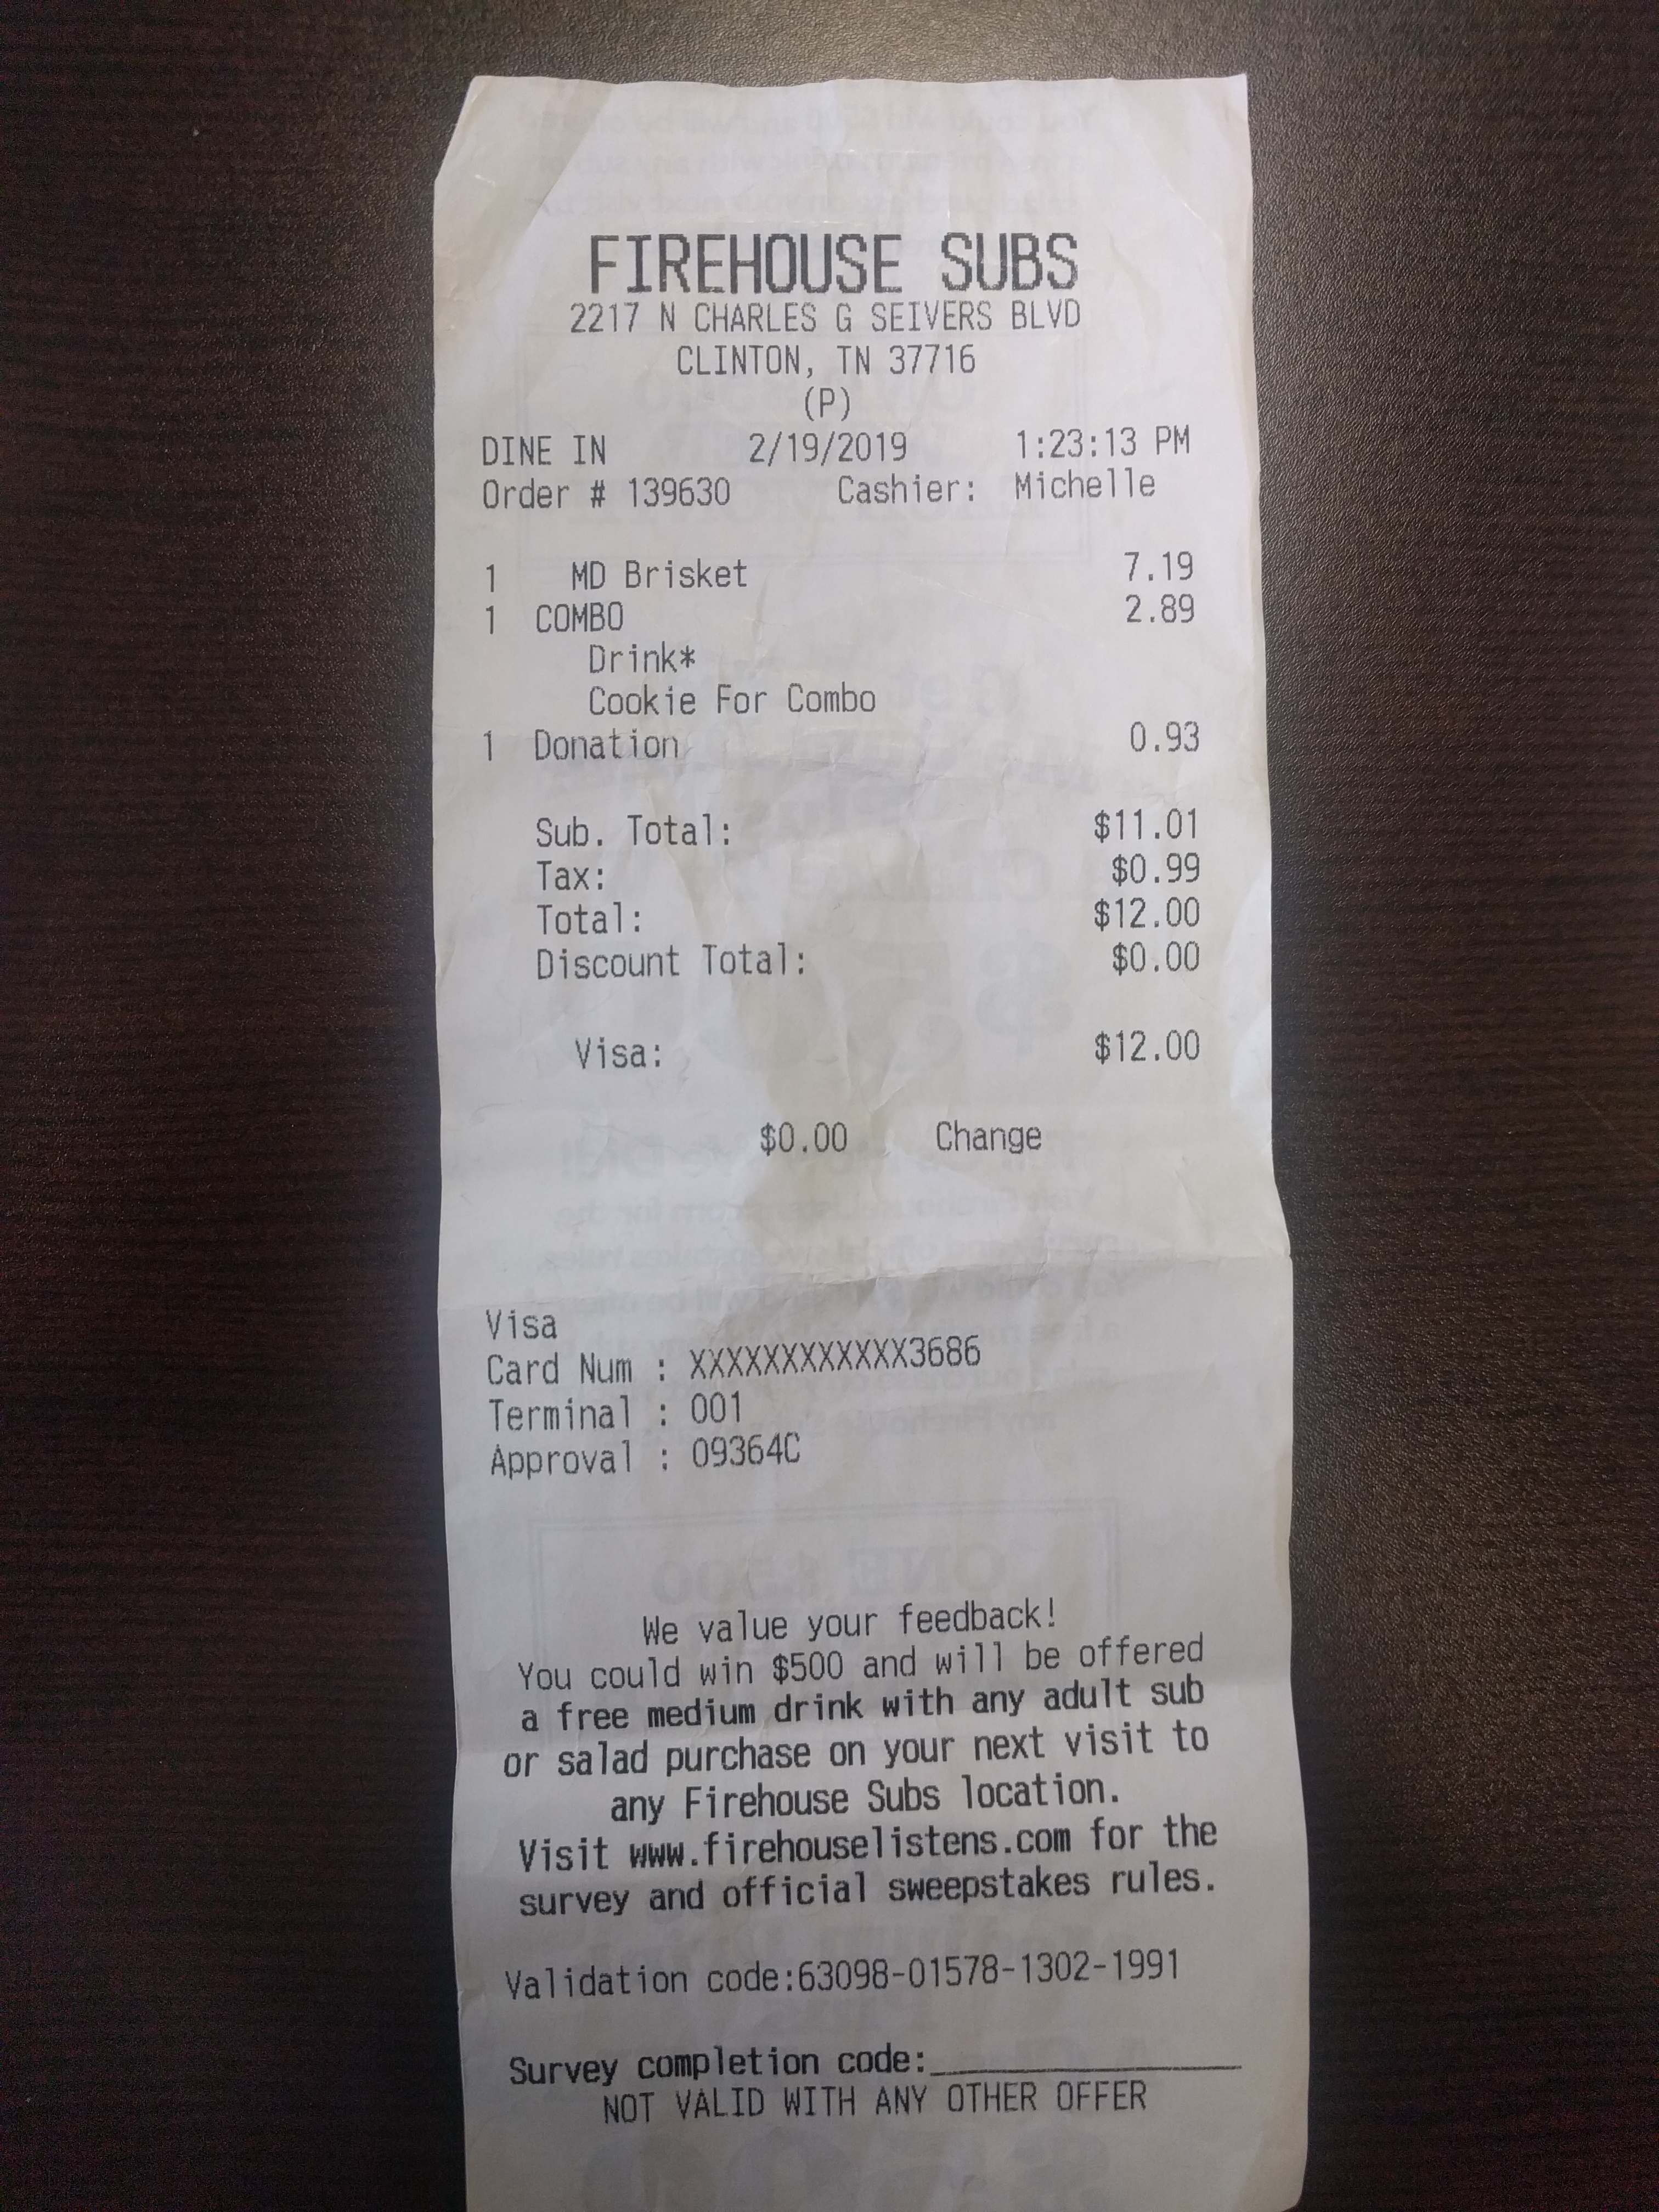 FIREHOUSE SUBS
2217 N CHARLES G SEIVERS BLVD
CLINTON, TN 37716
(P)
DINE IN 2/19/2019 1:23:13 PM
Order # 139630 Cashier: Michelle
1 MD Brisket 7.19
1 COMBO 2.89
Drink*
Cookie For Combo
1 Donation 0.93
Sub. Total: $11.01
Tax: $0.99
Total: $12.00
Discount Total: $0.00
Visa: $12.00
$0.00 Change
Visa
Card Num : XXXXXXXXXXXX3686
Terminal : 001
Approval : 09364C
We value your feedback!
You could win $500 and will be offered
a free medium drink with any adult sub
or salad purchase on your next visit to
any Firehouse Subs location.
Visit www.firehouselistens.com for the
survey and official sweepstakes rules.
Validation code:63098-01578-1302-1991
Survey completion code:
NOT VALID WITH ANY OTHER OFFER